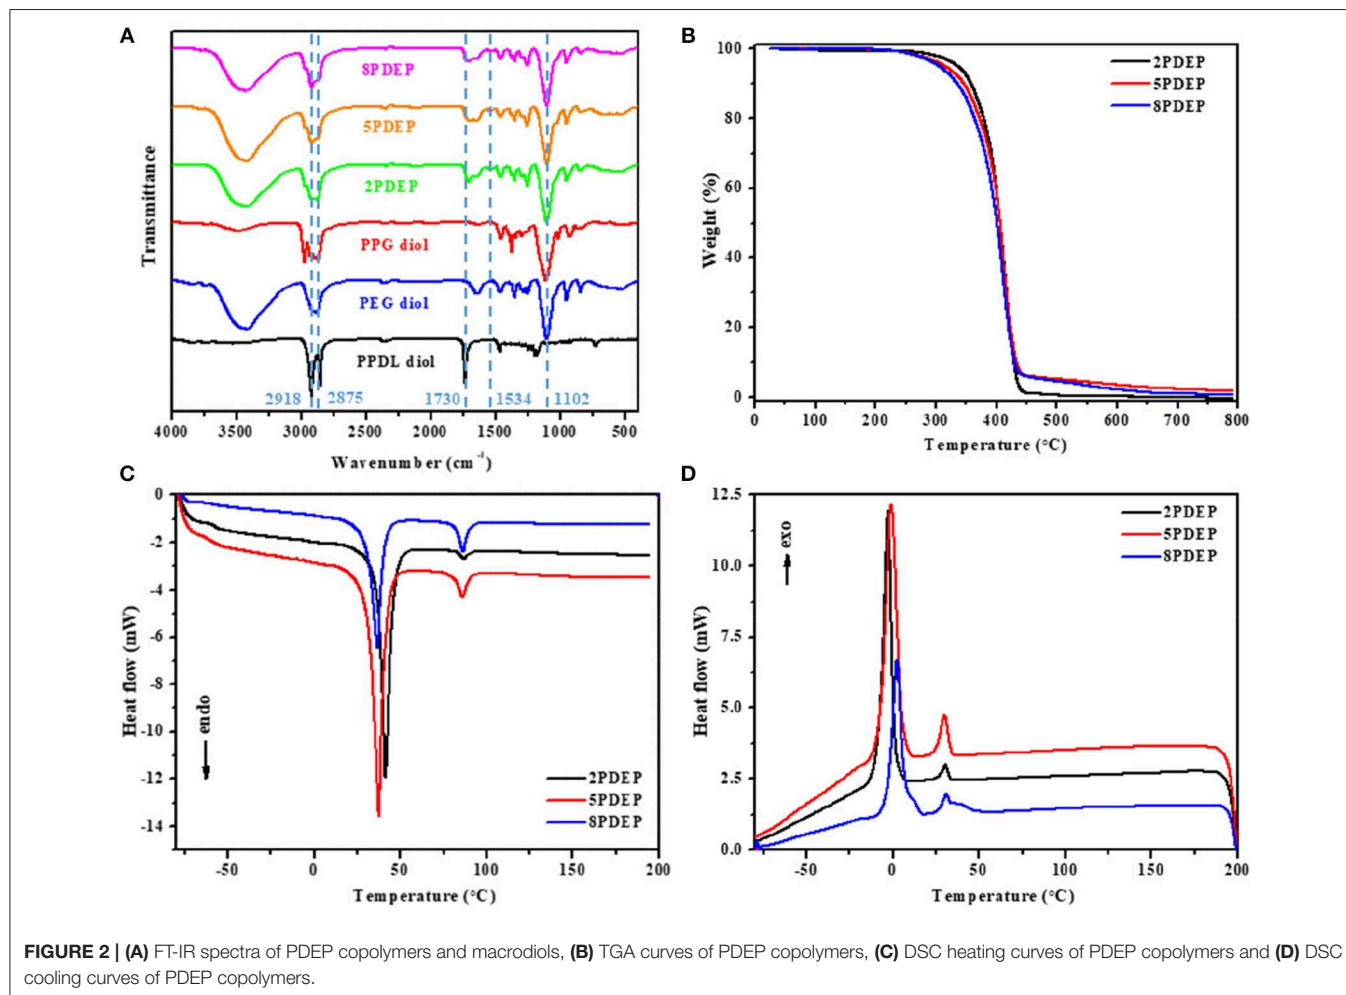 A
8PDEP
5PDEP
2PDEP
PPG diol
PEG diol
PPDL diol
2918
2875
1730
1534
1102
Transmittance
4000 3500 3000 2500 2000 1500 1000 500
Wavenumber (cm⁻¹)
B
100
80
60
40
20
0
Weight (%)
2PDEP
5PDEP
8PDEP
0 100 200 300 400 500 600 700 800
Temperature (°C)
C
0
-2
-4
-6
-8
-10
-12
-14
Heat flow (mW)
endo
2PDEP
5PDEP
8PDEP
-50 0 50 100 150 200
Temperature (°C)
D
12.5
10.0
7.5
5.0
2.5
0.0
Heat flow (mW)
exo
2PDEP
5PDEP
8PDEP
-50 0 50 100 150 200
Temperature (°C)
FIGURE 2 | (A) FT-IR spectra of PDEP copolymers and macrodiols, (B) TGA curves of PDEP copolymers, (C) DSC heating curves of PDEP copolymers and (D) DSC
cooling curves of PDEP copolymers.